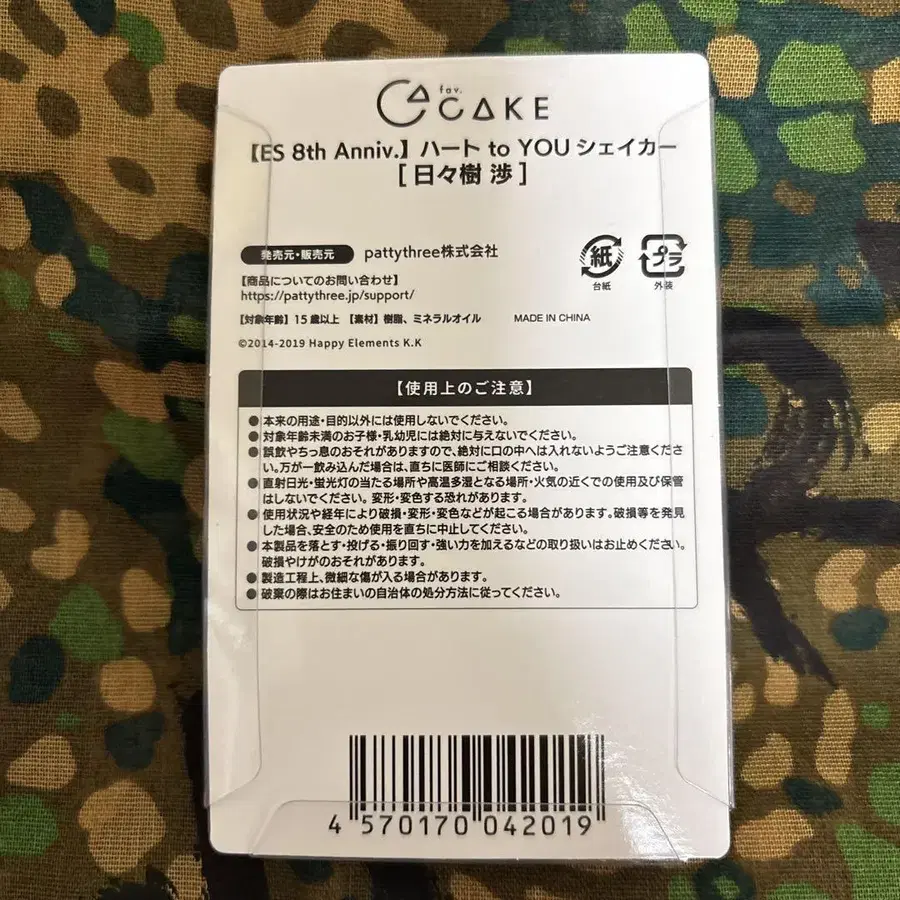 fav.
CAKE
【ES 8th Anniv.】ハート to YOU シェイカー
[ 日々樹 渉 ]
発売元・販売元 pattythree株式会社
紙 プラ
台紙 外装
【商品についてのお問い合わせ】
https://pattythree.jp/support/
【対象年齢】15歳以上 【素材】樹脂、ミネラルオイル MADE IN CHINA
©2014-2019 Happy Elements K.K
【使用上のご注意】
●本来の用途・目的以外には使用しないでください。
●対象年齢未満のお子様・乳幼児には絶対に与えないでください。
●誤飲やちっ息のおそれがありますので、絶対に口の中へは入れないようご注意くださ
い。万が一飲み込んだ場合は、直ちに医師にご相談ください。
●直射日光・蛍光灯の当たる場所や高温多湿となる場所・火気の近くでの使用及び保管
はしないでください。変形・変色する恐れがあります。
●使用状況や経年により破損・変形・変色などが起こる場合があります。破損等を発見
した場合、安全のため使用を直ちに中止してください。
●本製品を落とす・投げる・振り回す・強い力を加えるなどの取り扱いはお止めください。
破損やけがのおそれがあります。
●製造工程上、微細な傷が入る場合があります。
●破棄の際はお住まいの自治体の処分方法に従ってください。
4 570170 042019